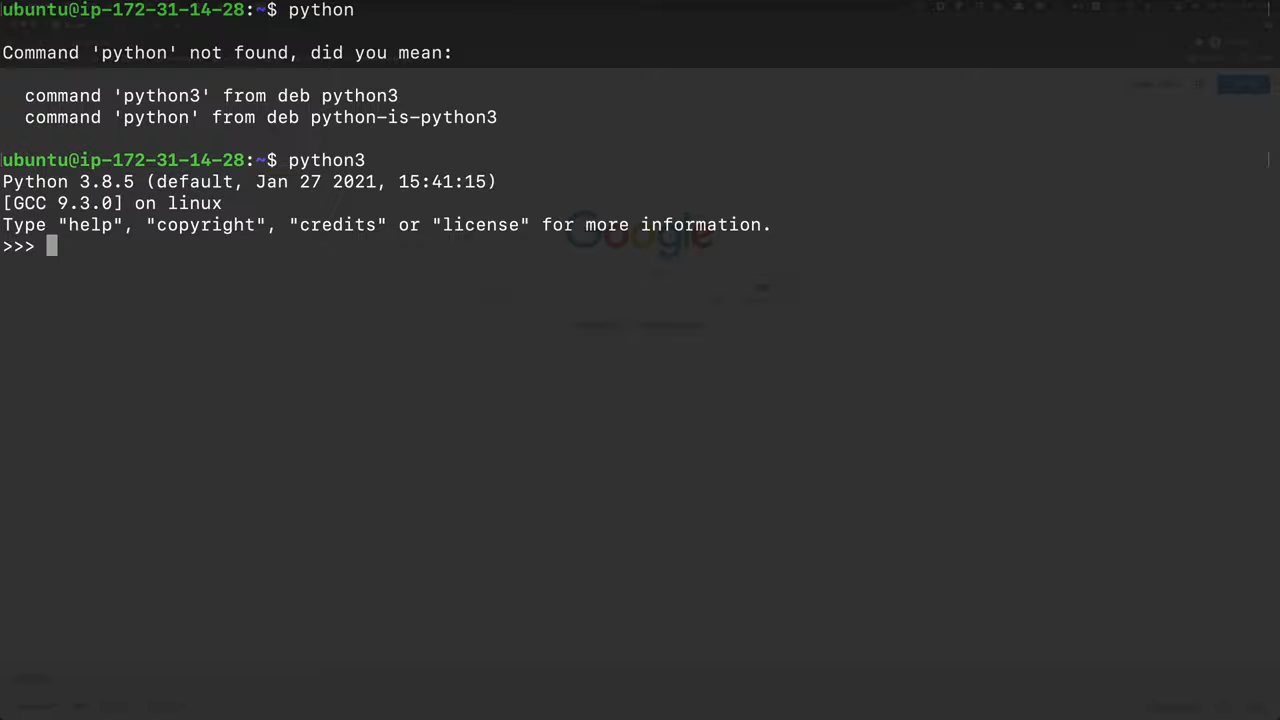 ubuntu@ip-172-31-14-28:~$ python
Command 'python' not found, did you mean:
command 'python3' from deb python3
command 'python' from deb python-is-python3
ubuntu@ip-172-31-14-28:~$ python3
Python 3.8.5 (default, Jan 27 2021, 15:41:15)
[GCC 9.3.0] on linux
Type "help", "copyright", "credits" or "license" for more information.
>>>
Google